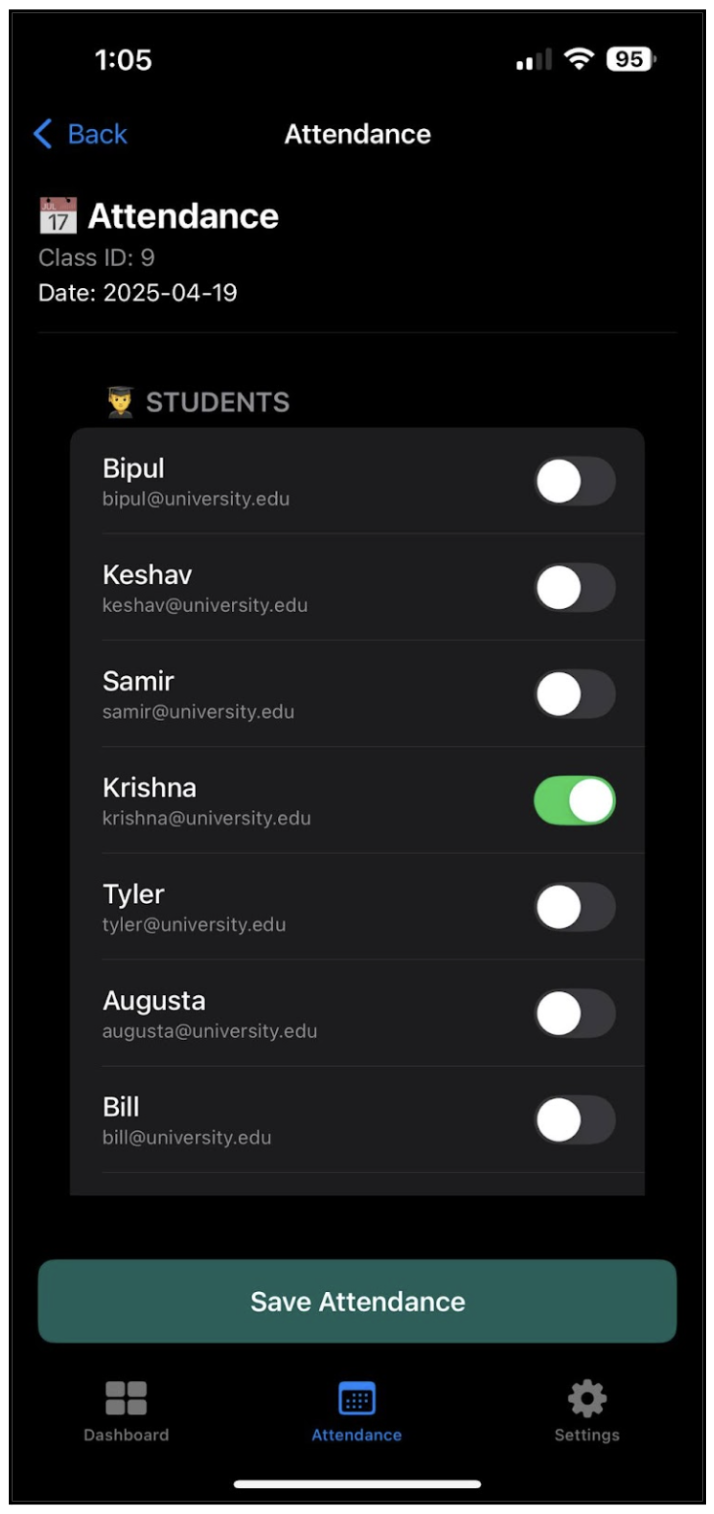 1:05
95
Back
Attendance
JUL
17
Attendance
Class ID: 9
Date: 2025-04-19
STUDENTS
Bipul
bipul@university.edu
Keshav
keshav@university.edu
Samir
samir@university.edu
Krishna
krishna@university.edu
Tyler
tyler@university.edu
Augusta
augusta@university.edu
Bill
bill@university.edu
Save Attendance
Dashboard
Attendance
Settings